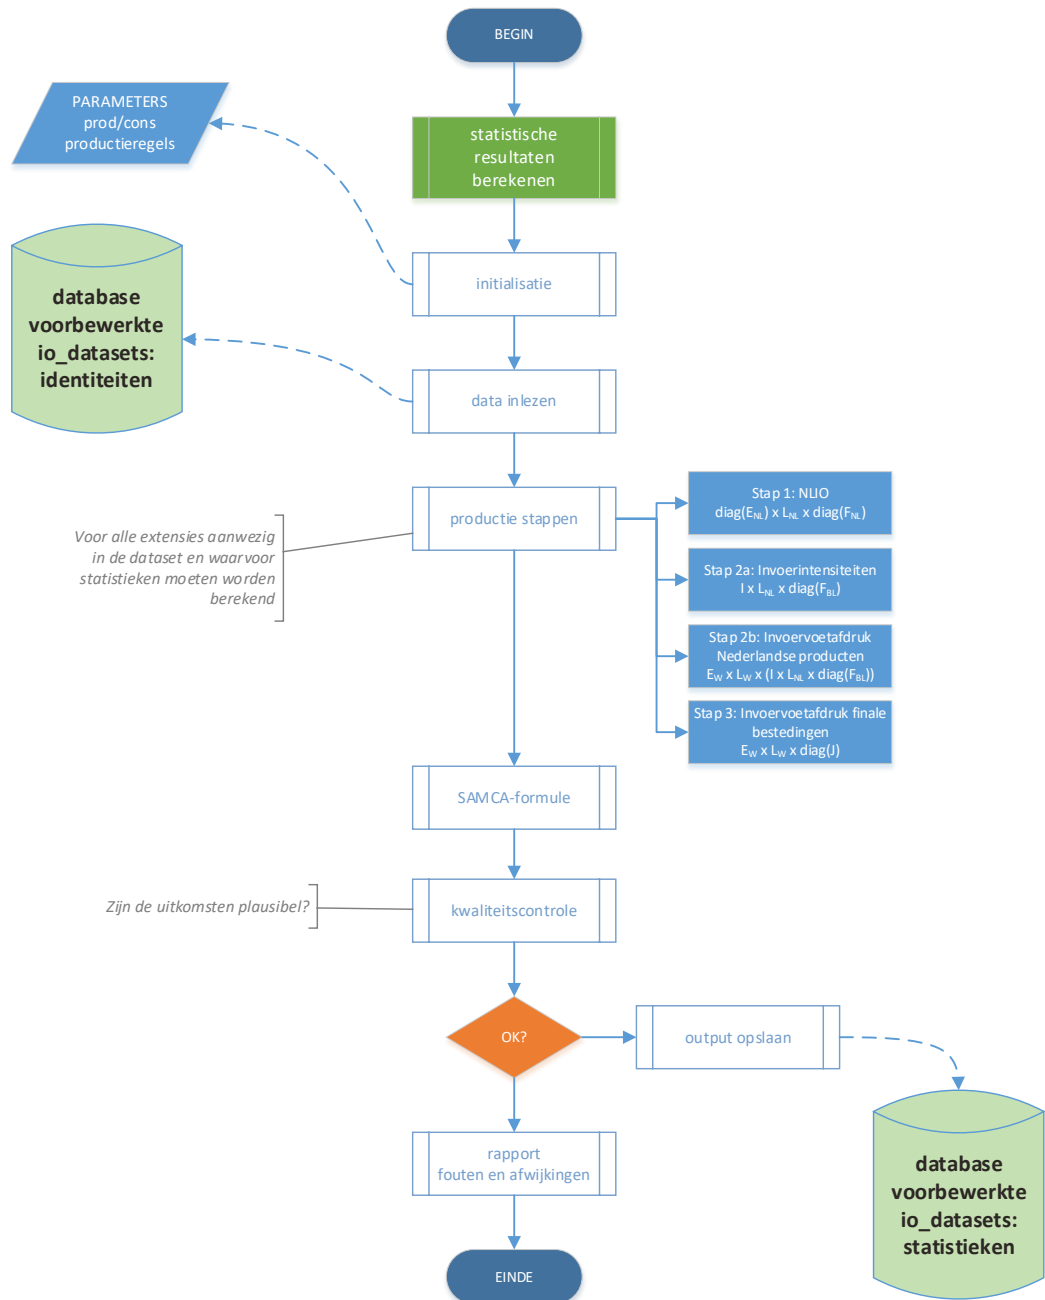 BEGIN
PARAMETERS
prod/cons
productieregels
statistische
resultaten
berekenen
initialisatie
database
voorbewerkte
io_datasets:
identiteiten
data inlezen
productie stappen
Voor alle extensies aanwezig
in de dataset en waarvoor
statistieken moeten worden
berekend
Stap 1: NLIO
diag(E_NL) x L_NL x diag(F_NL)
Stap 2a: Invoerintensiteiten
I x L_NL x diag(F_BL)
Stap 2b: Invoervoetafdruk
Nederlandse producten
E_W x L_W x (I x L_NL x diag(F_BL))
Stap 3: Invoervoetafdruk finale
bestedingen
E_W x L_W x diag(J)
SAMCA-formule
Zijn de uitkomsten plausibel?
kwaliteitscontrole
OK?
output opslaan
rapport
fouten en afwijkingen
database
voorbewerkte
io_datasets:
statistieken
EINDE